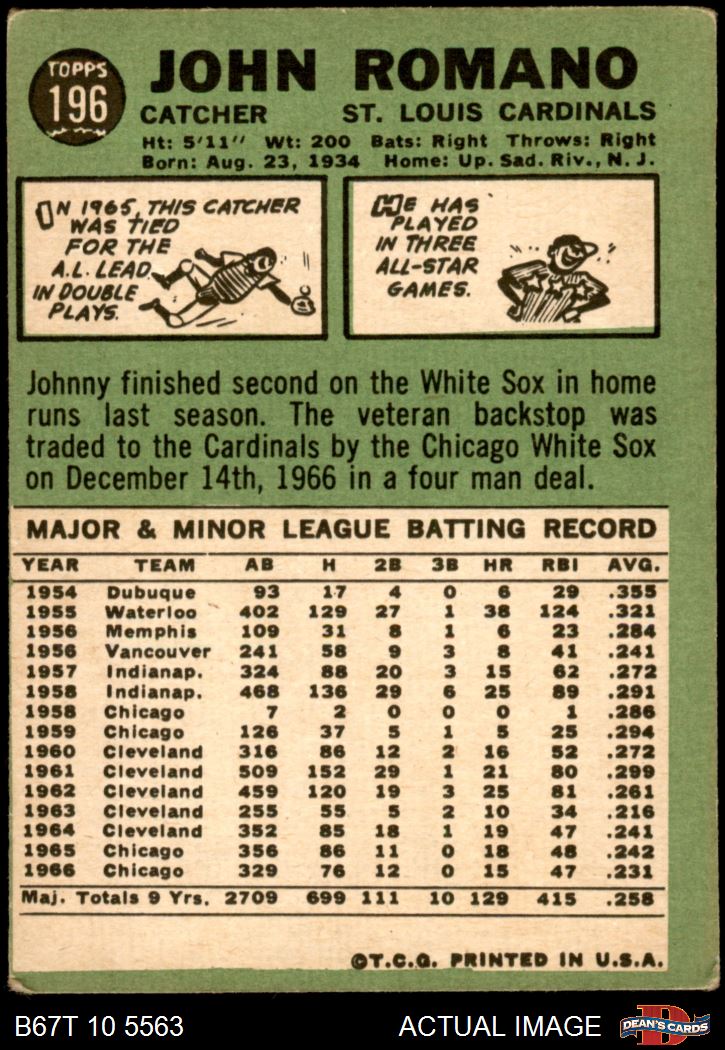 TOPPS
196
JOHN ROMANO
CATCHER ST. LOUIS CARDINALS
Ht: 5'11" Wt: 200 Bats: Right Throws: Right
Born: Aug. 23, 1934 Home: Up. Sad. Riv., N. J.
IN 1965, THIS CATCHER
WAS TIED
FOR THE
A.L. LEAD
IN DOUBLE
PLAYS.
HE HAS
PLAYED
IN THREE
ALL-STAR
GAMES.
Johnny finished second on the White Sox in home
runs last season. The veteran backstop was
traded to the Cardinals by the Chicago White Sox
on December 14th, 1966 in a four man deal.
MAJOR & MINOR LEAGUE BATTING RECORD
YEAR TEAM AB H 2B 3B HR RBI AVG.
1954 Dubuque 93 17 4 0 6 29 .355
1955 Waterloo 402 129 27 1 38 124 .321
1956 Memphis 109 31 8 1 6 23 .284
1956 Vancouver 241 58 9 3 8 41 .241
1957 Indianap. 324 88 20 3 15 62 .272
1958 Indianap. 468 136 29 6 25 89 .291
1958 Chicago 7 2 0 0 0 1 .286
1959 Chicago 126 37 5 1 5 25 .294
1960 Cleveland 316 86 12 2 16 52 .272
1961 Cleveland 509 152 29 1 21 80 .299
1962 Cleveland 459 120 19 3 25 81 .261
1963 Cleveland 255 55 5 2 10 34 .216
1964 Cleveland 352 85 18 1 19 47 .241
1965 Chicago 356 86 11 0 18 48 .242
1966 Chicago 329 76 12 0 15 47 .231
Maj. Totals 9 Yrs. 2709 699 111 10 129 415 .258
©T.C.G. PRINTED IN U.S.A.
B67T 10 5563 ACTUAL IMAGE
D
DEAN'S CARDS